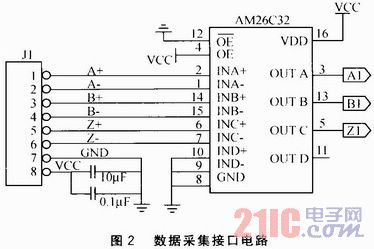 AM26C32
VCC
J1
12 OE VDD 16
4 OE
VCC
1 A+ 2 INA+ OUT A 3 A1
2 A- 1 INA-
3 B+ 14 INB+ OUT B 13 B1
4 B- 15 INB-
5 Z+ 6 INC+ OUT C 5 Z1
6 Z- 7 INC-
7 GND 10 IND+ OUT D 11
8 VCC 9 IND-
10μF 8 GND
0.1μF
21IC电子网
.com
图2 数据采集接口电路